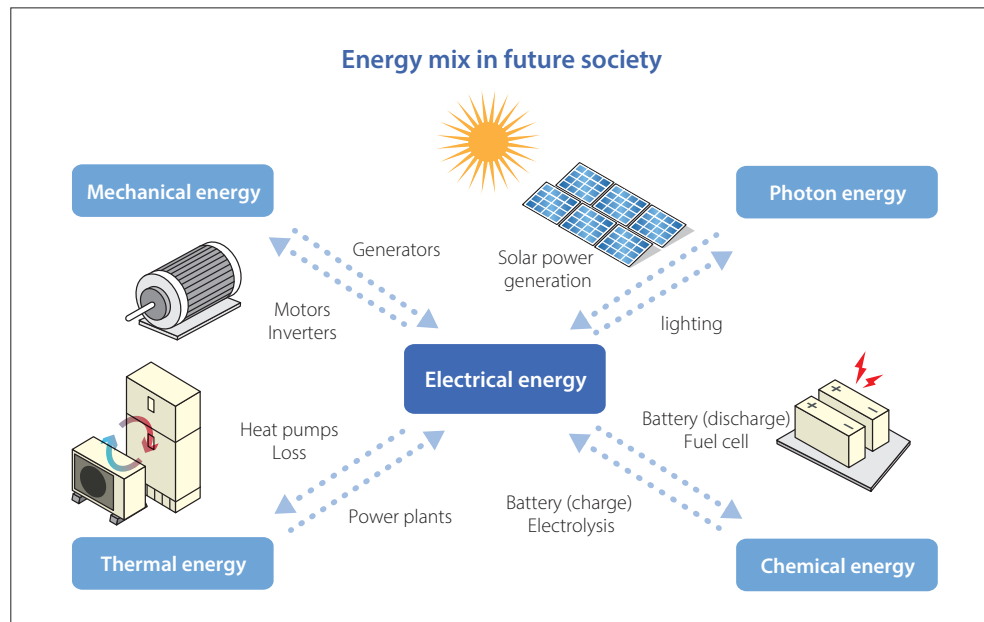 Energy mix in future society
Mechanical energy
Photon energy
Generators
Solar power
generation
Motors
Inverters
lighting
Electrical energy
Heat pumps
Loss
Battery (discharge)
Fuel cell
Power plants
Battery (charge)
Electrolysis
Thermal energy
Chemical energy
+
−
+
−